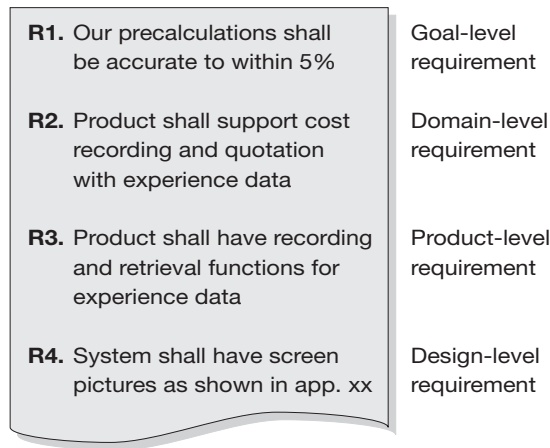 R1. Our precalculations shall
be accurate to within 5%
Goal-level
requirement
R2. Product shall support cost
recording and quotation
with experience data
Domain-level
requirement
R3. Product shall have recording
and retrieval functions for
experience data
Product-level
requirement
R4. System shall have screen
pictures as shown in app. xx
Design-level
requirement